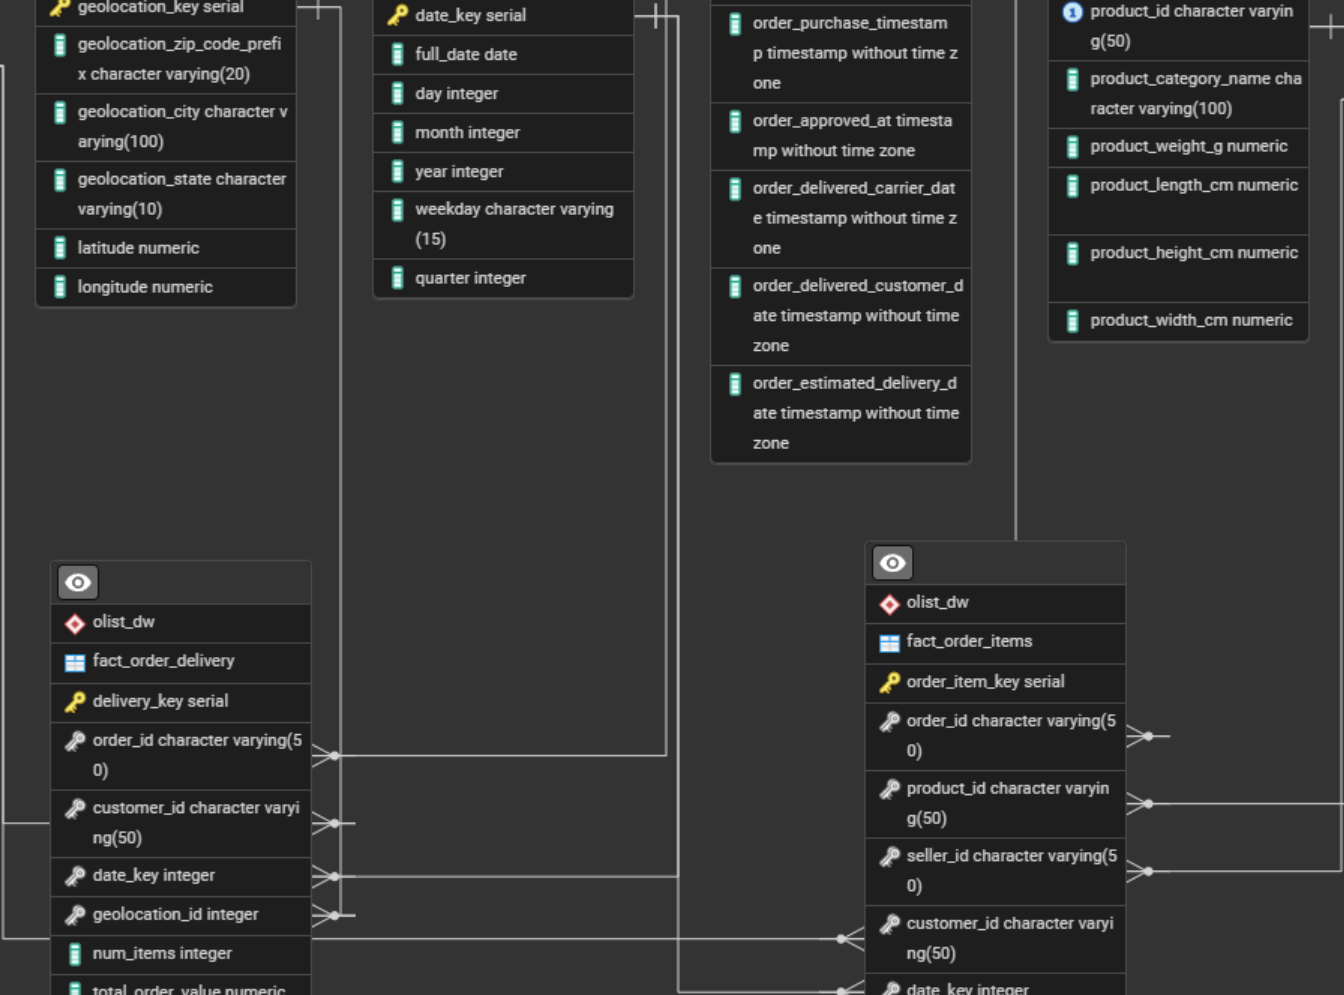 geolocation_key serial
geolocation_zip_code_prefi
x character varying(20)
geolocation_city character v
arying(100)
geolocation_state character
varying(10)
latitude numeric
longitude numeric
date_key serial
full_date date
day integer
month integer
year integer
weekday character varying
(15)
quarter integer
order_purchase_timestam
p timestamp without time z
one
order_approved_at timesta
mp without time zone
order_delivered_carrier_dat
e timestamp without time z
one
order_delivered_customer_d
ate timestamp without time
zone
order_estimated_delivery_d
ate timestamp without time
zone
1
product_id character varyin
g(50)
product_category_name cha
racter varying(100)
product_weight_g numeric
product_length_cm numeric
product_height_cm numeric
product_width_cm numeric
olist_dw
fact_order_delivery
delivery_key serial
order_id character varying(5
0)
customer_id character varyi
ng(50)
date_key integer
geolocation_id integer
num_items integer
total_order_value numeric
olist_dw
fact_order_items
order_item_key serial
order_id character varying(5
0)
product_id character varyin
g(50)
seller_id character varying(5
0)
customer_id character varyi
ng(50)
date_key integer